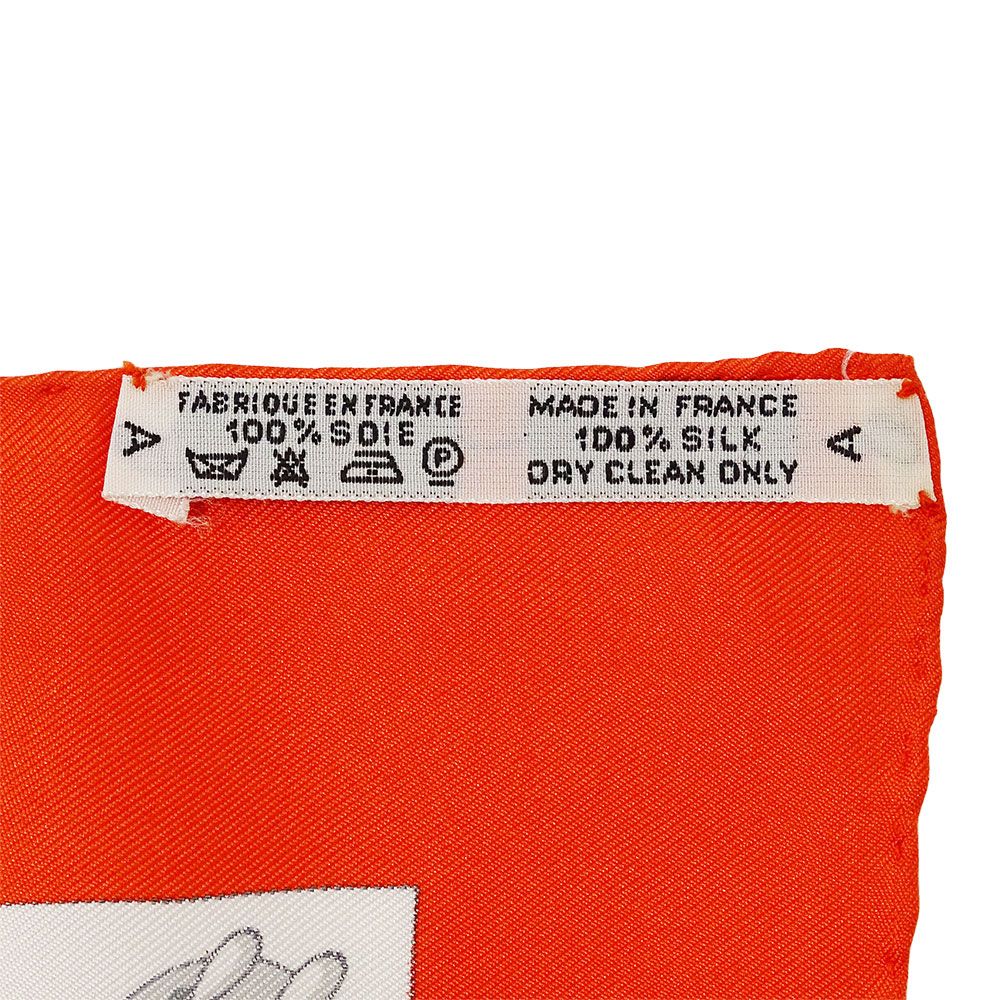 FABRIQUE EN FRANCE
100% SOIE
P
A
MADE IN FRANCE
100% SILK
DRY CLEAN ONLY
A